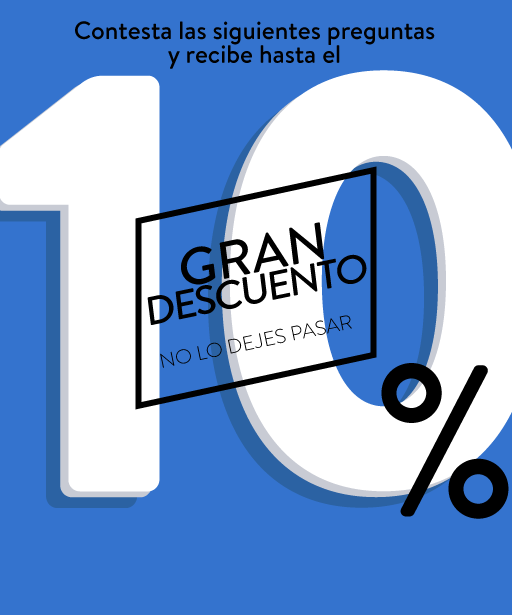 Contesta las siguientes preguntas
y recibe hasta el
10
GRAN
DESCUENTO
NO LO DEJES PASAR
%